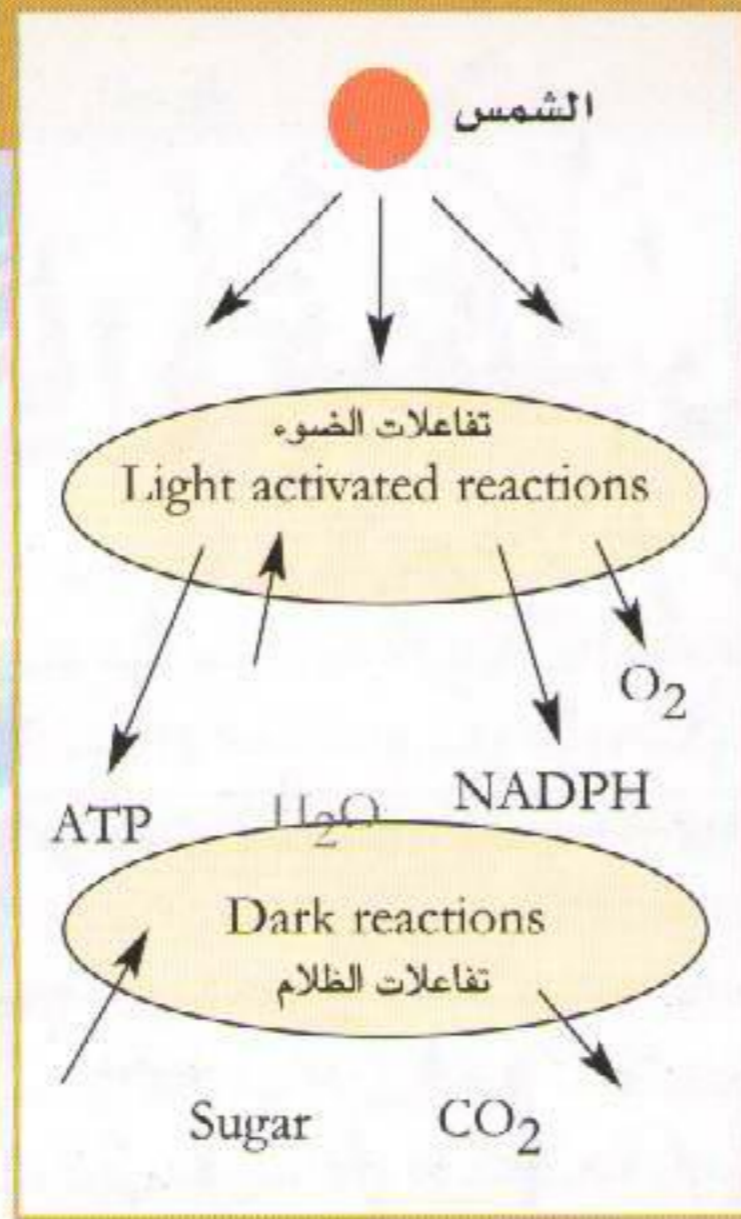 الشمس
تفاعلات الضوء
Light activated reactions
O2
ATP H2O NADPH
Dark reactions
تفاعلات الظلام
Sugar CO2